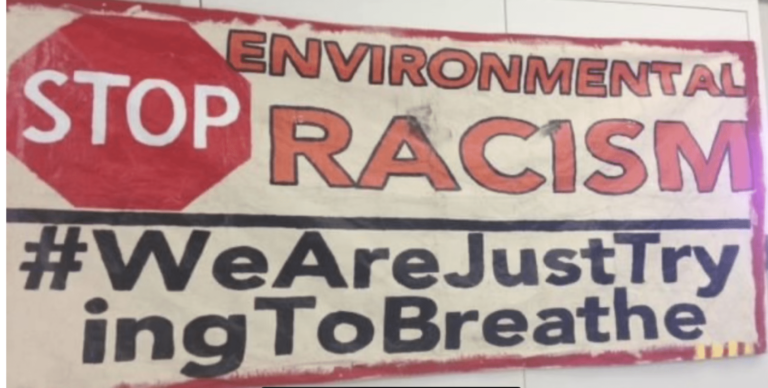 STOP
ENVIRONMENTAL
RACISM
#WeAreJustTry
ingToBreathe